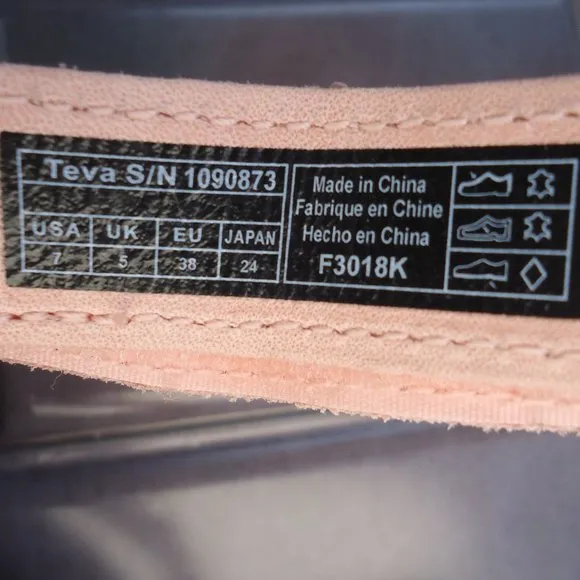 Teva S/N 1090873
USA UK EU JAPAN
7 5 38 24
Made in China
Fabrique en Chine
Hecho en China
F3018K